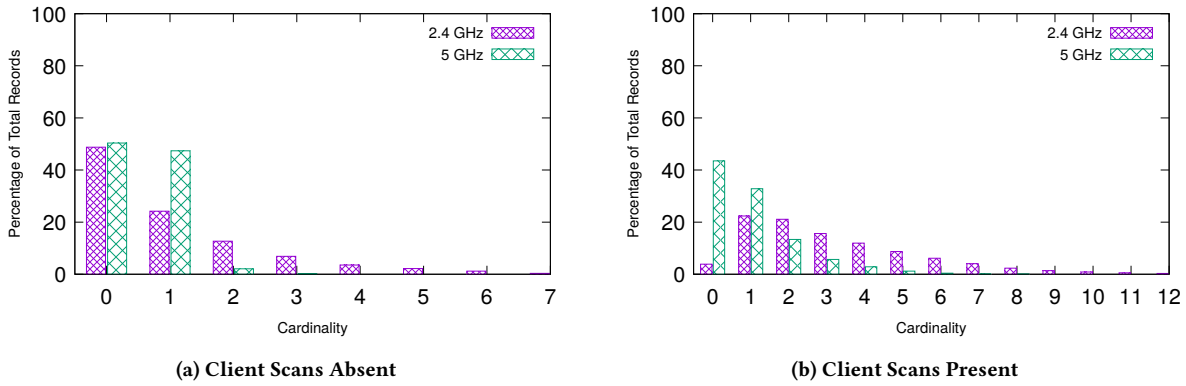 100
80
60
40
20
0
Percentage of Total Records
2.4 GHz
5 GHz
0 1 2 3 4 5 6 7
Cardinality
(a) Client Scans Absent
100
80
60
40
20
0
Percentage of Total Records
2.4 GHz
5 GHz
0 1 2 3 4 5 6 7 8 9 10 11 12
Cardinality
(b) Client Scans Present